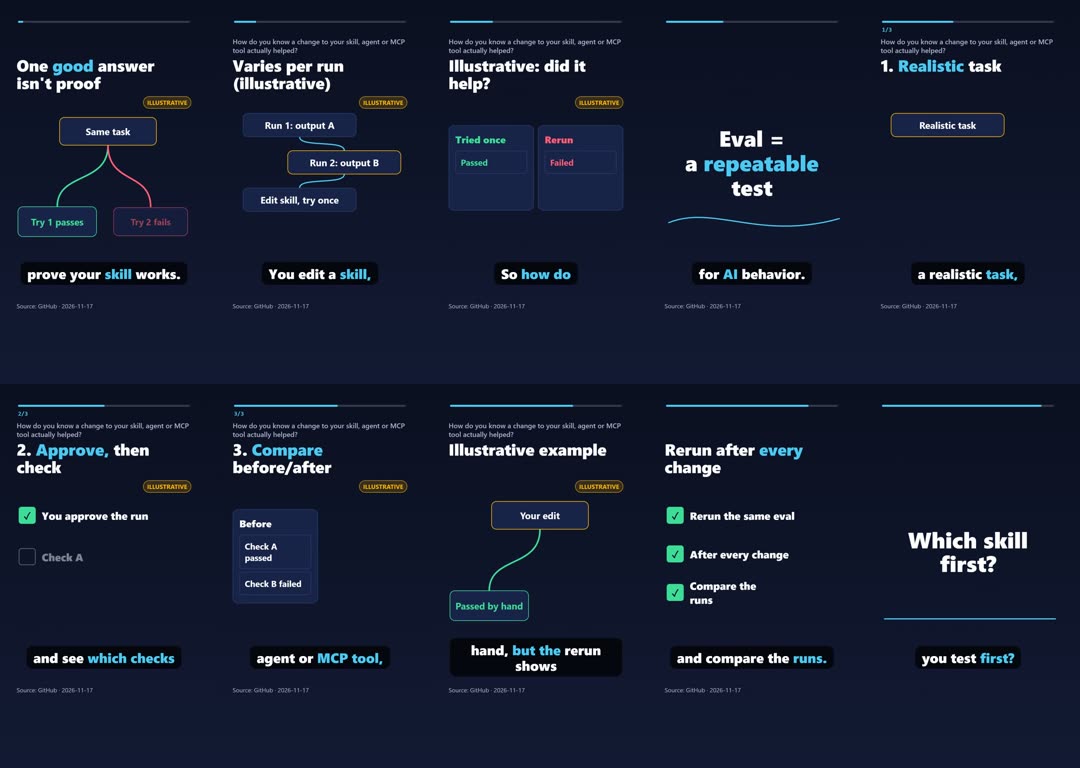 One good answer
isn't proof
ILLUSTRATIVE
Same task
Try 1 passes
Try 2 fails
prove your skill works.
Source: GitHub · 2026-11-17
How do you know a change to your skill, agent or MCP
tool actually helped?
Varies per run
(illustrative)
ILLUSTRATIVE
Run 1: output A
Run 2: output B
Edit skill, try once
You edit a skill,
Source: GitHub · 2026-11-17
How do you know a change to your skill, agent or MCP
tool actually helped?
Illustrative: did it
help?
ILLUSTRATIVE
Tried once
Passed
Rerun
Failed
So how do
Source: GitHub · 2026-11-17
Eval =
a repeatable
test
for AI behavior.
Source: GitHub · 2026-11-17
1/3
How do you know a change to your skill, agent or MCP
tool actually helped?
1. Realistic task
Realistic task
a realistic task,
Source: GitHub · 2026-11-17
2/3
How do you know a change to your skill, agent or MCP
tool actually helped?
2. Approve, then
check
ILLUSTRATIVE
✓ You approve the run
Check A
and see which checks
Source: GitHub · 2026-11-17
3/3
How do you know a change to your skill, agent or MCP
tool actually helped?
3. Compare
before/after
ILLUSTRATIVE
Before
Check A
passed
Check B failed
agent or MCP tool,
Source: GitHub · 2026-11-17
How do you know a change to your skill, agent or MCP
tool actually helped?
Illustrative example
ILLUSTRATIVE
Your edit
Passed by hand
hand, but the rerun
shows
Source: GitHub · 2026-11-17
Rerun after every
change
✓ Rerun the same eval
✓ After every change
✓ Compare the
runs
and compare the runs.
Source: GitHub · 2026-11-17
Which skill
first?
you test first?
Source: GitHub · 2026-11-17